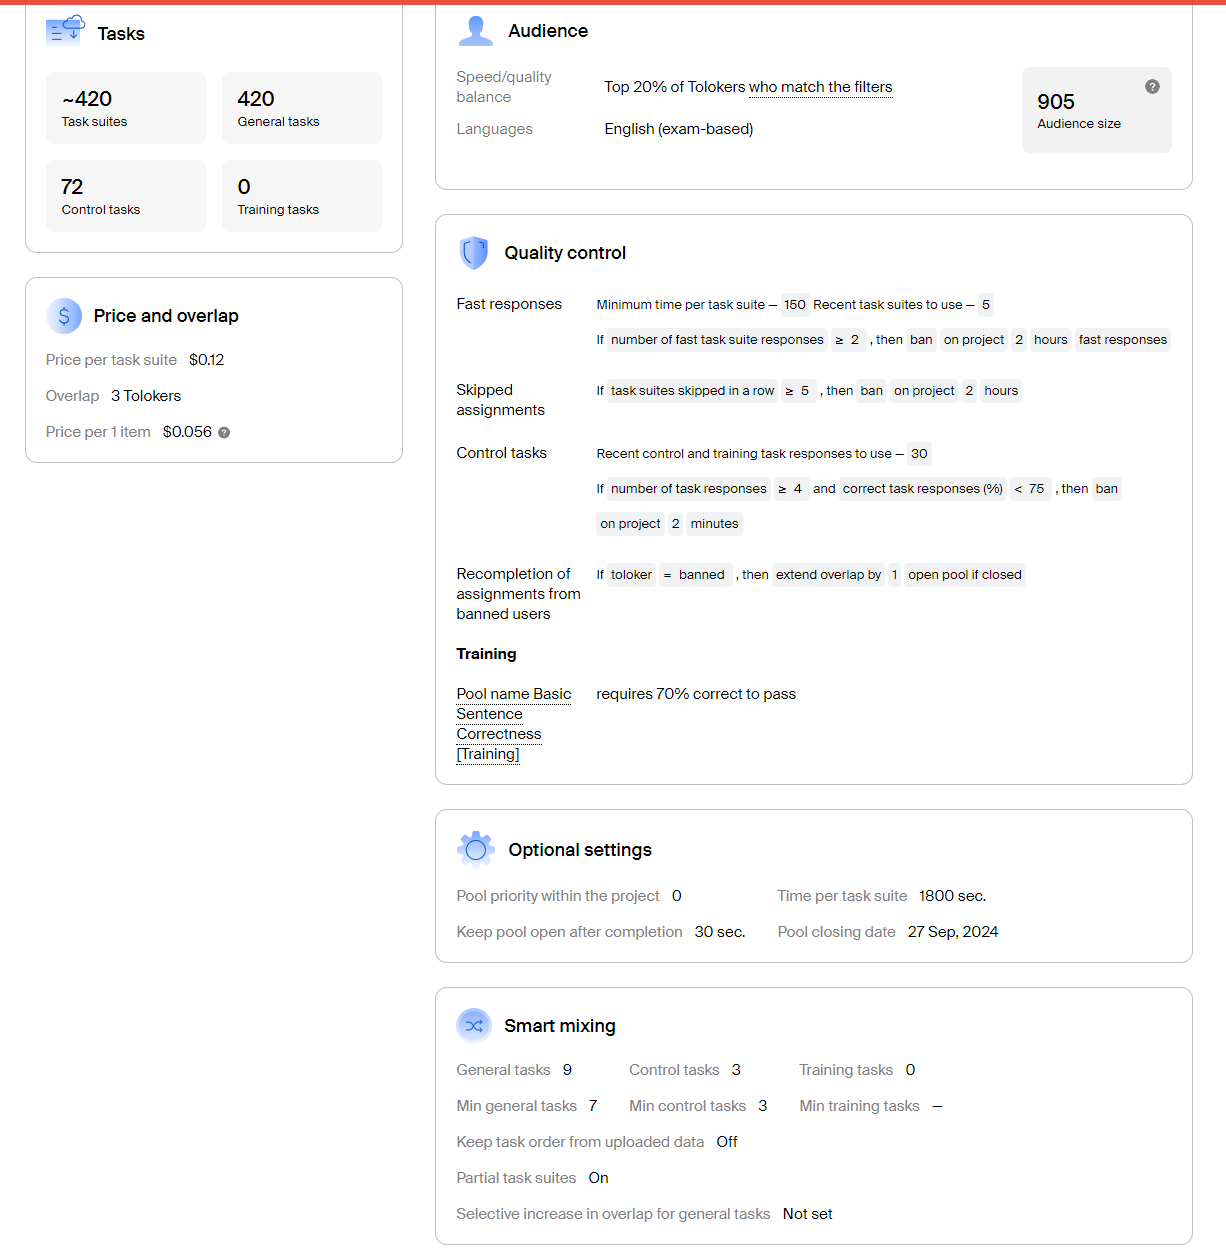 Tasks
~420
Task suites
420
General tasks
72
Control tasks
0
Training tasks
Price and overlap
Price per task suite $0.12
Overlap 3 Tolokers
Price per 1 item $0.056 ?
Audience
Speed/quality
balance
Top 20% of Tolokers who match the filters
Languages
English (exam-based)
905
?
Audience size
Quality control
Fast responses
Minimum time per task suite — 150 Recent task suites to use — 5
If number of fast task suite responses ≥ 2 , then ban on project 2 hours fast responses
Skipped
assignments
If task suites skipped in a row ≥ 5 , then ban on project 2 hours
Control tasks
Recent control and training task responses to use — 30
If number of task responses ≥ 4 and correct task responses (%) < 75 , then ban
on project 2 minutes
Recompletion of
assignments from
banned users
If toloker = banned , then extend overlap by 1 open pool if closed
Training
Pool name Basic
Sentence
Correctness
[Training]
requires 70% correct to pass
Optional settings
Pool priority within the project 0
Time per task suite 1800 sec.
Keep pool open after completion 30 sec.
Pool closing date 27 Sep, 2024
Smart mixing
General tasks 9 Control tasks 3 Training tasks 0
Min general tasks 7 Min control tasks 3 Min training tasks —
Keep task order from uploaded data Off
Partial task suites On
Selective increase in overlap for general tasks Not set